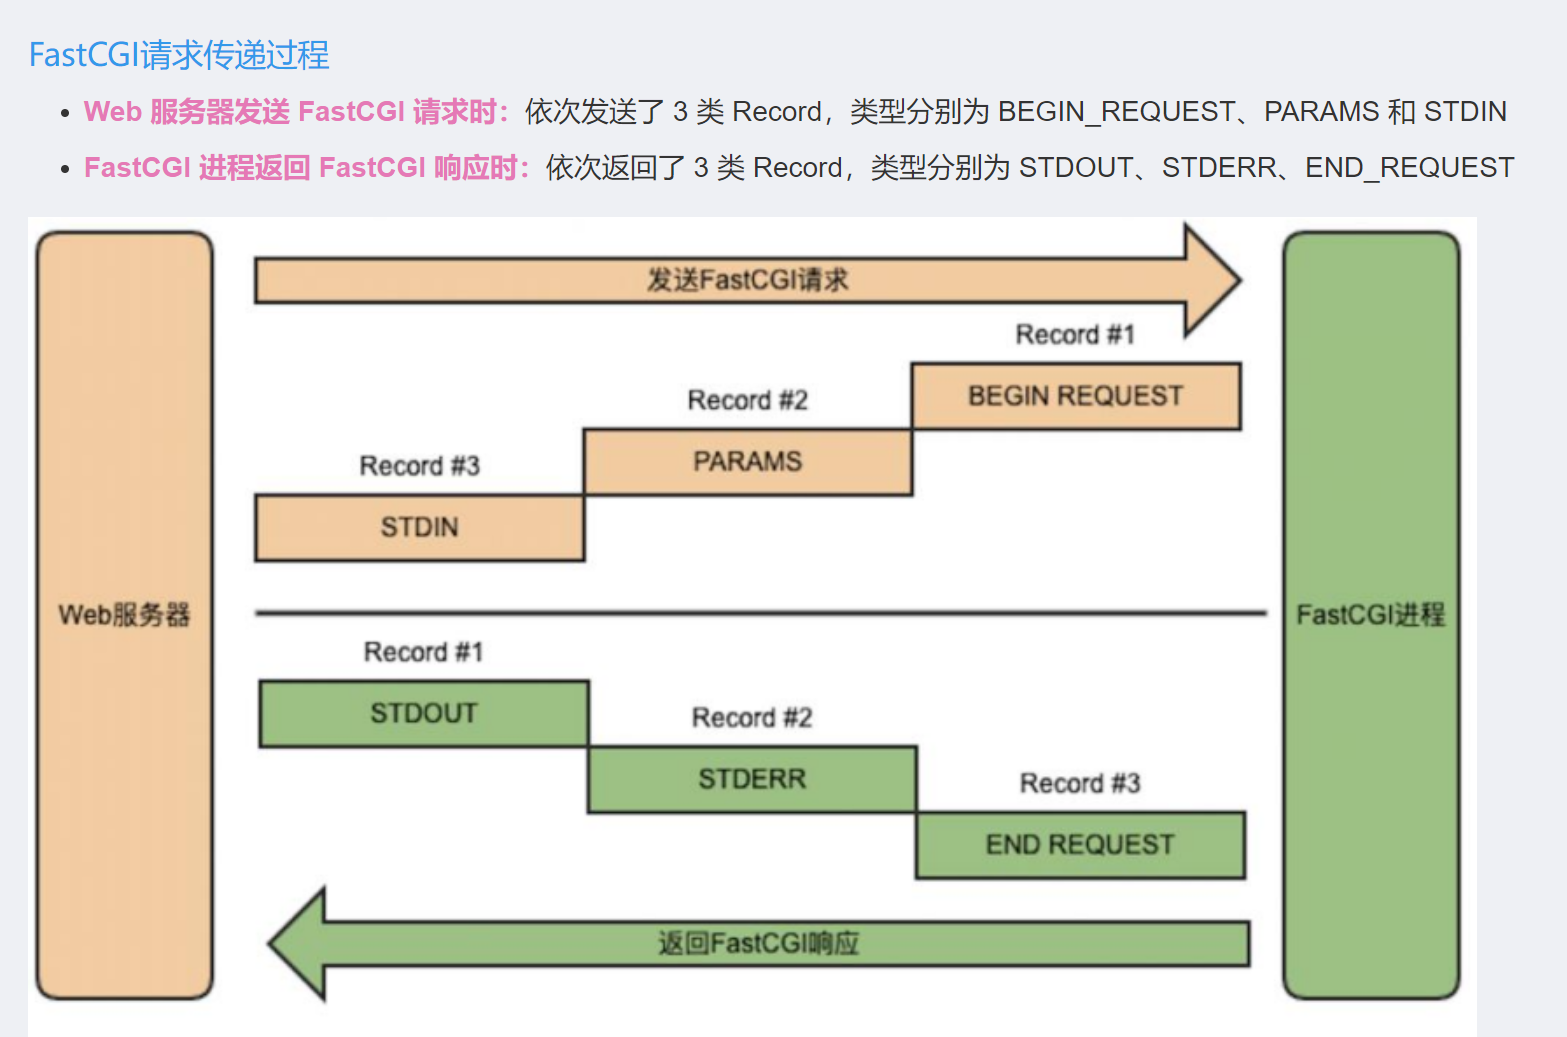 FastCGI请求传递过程
Web 服务器发送 FastCGI 请求时：依次发送了 3 类 Record，类型分别为 BEGIN_REQUEST、PARAMS 和 STDIN
FastCGI 进程返回 FastCGI 响应时：依次返回了 3 类 Record，类型分别为 STDOUT、STDERR、END_REQUEST
发送FastCGI请求
Record #1
BEGIN REQUEST
Record #2
PARAMS
Record #3
STDIN
Web服务器
FastCGI进程
Record #1
STDOUT
Record #2
STDERR
Record #3
END REQUEST
返回FastCGI响应